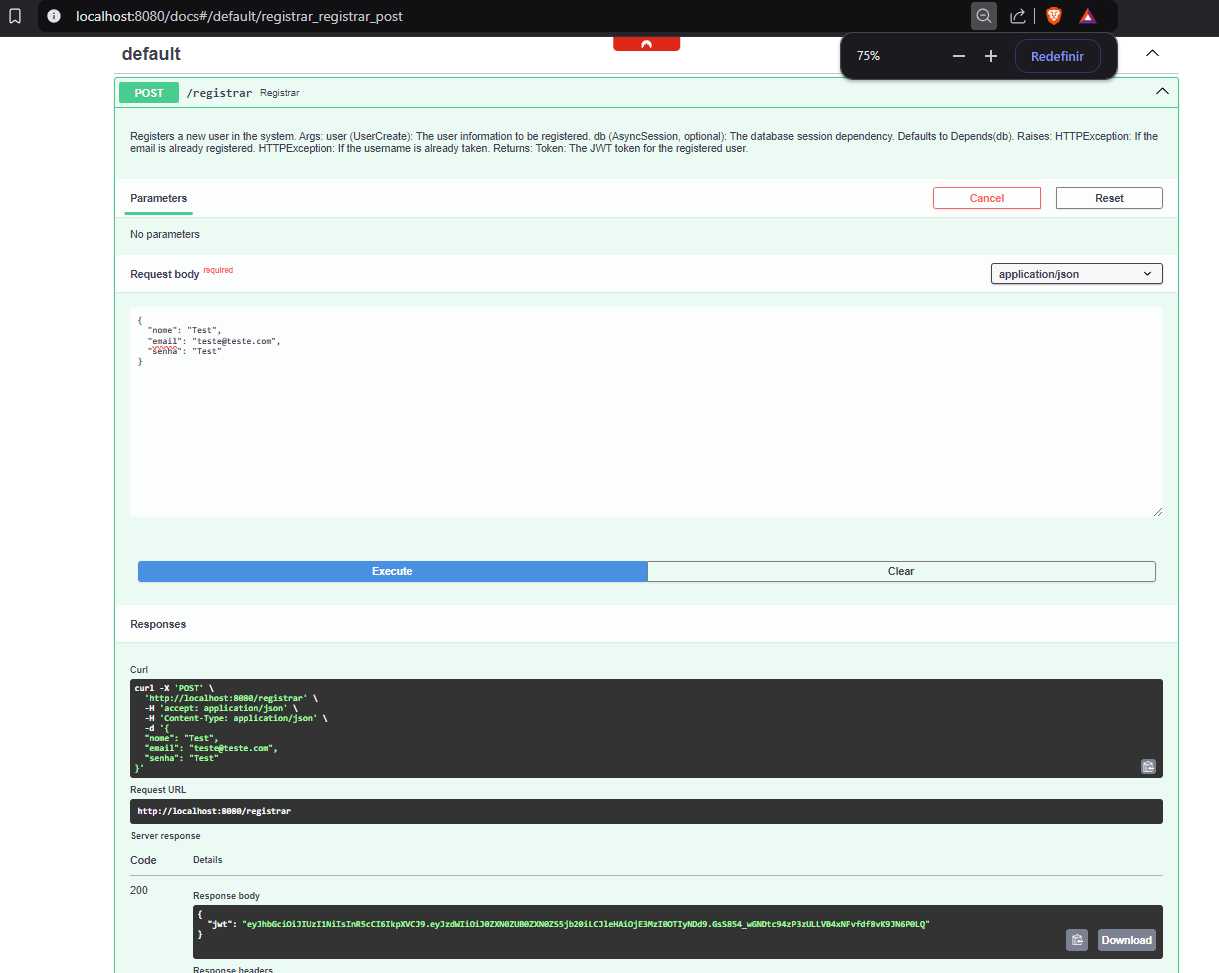 localhost:8080/docs#/default/registrar_registrar_post
75%
Redefinir
default
POST /registrar Registrar
Registers a new user in the system. Args: user (UserCreate): The user information to be registered. db (AsyncSession, optional): The database session dependency. Defaults to Depends(db). Raises: HTTPException: If the
email is already registered. HTTPException: If the username is already taken. Returns: Token: The JWT token for the registered user.
Parameters
Cancel
Reset
No parameters
Request body required
application/json
{
"nome": "Test",
"email": "teste@teste.com",
"senha": "Test"
}
Execute
Clear
Responses
Curl
curl -X 'POST' \
'http://localhost:8080/registrar' \
-H 'accept: application/json' \
-H 'Content-Type: application/json' \
-d '{
"nome": "Test",
"email": "teste@teste.com",
"senha": "Test"
}'
Request URL
http://localhost:8080/registrar
Server response
Code Details
200
Response body
{
"jwt":
}
Download
Response headers